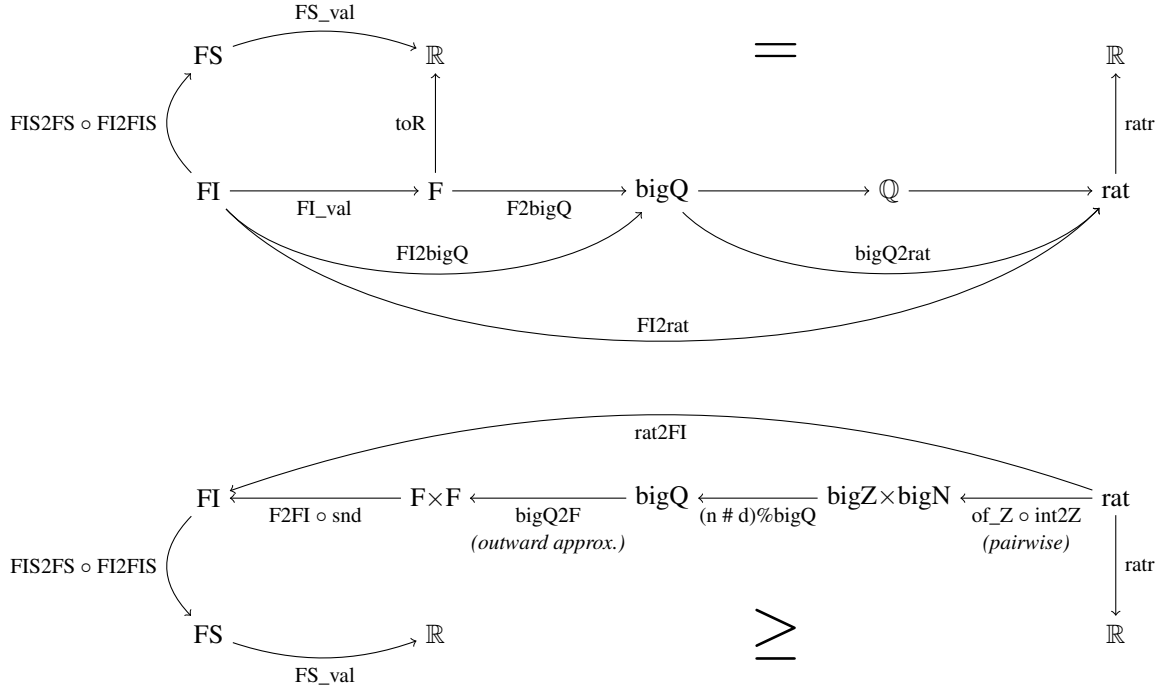 FS_val
FS ℝ = ℝ
FIS2FS ∘ FI2FIS toR ratr
FI F bigQ ℚ rat
FI_val F2bigQ
FI2bigQ bigQ2rat
FI2rat
rat2FI
FI F×F bigQ bigZ×bigN rat
F2FI ∘ snd bigQ2F (n # d)%bigQ of_Z ∘ int2Z
(outward approx.) (pairwise)
FIS2FS ∘ FI2FIS ratr
FS ℝ ≥ ℝ
FS_val